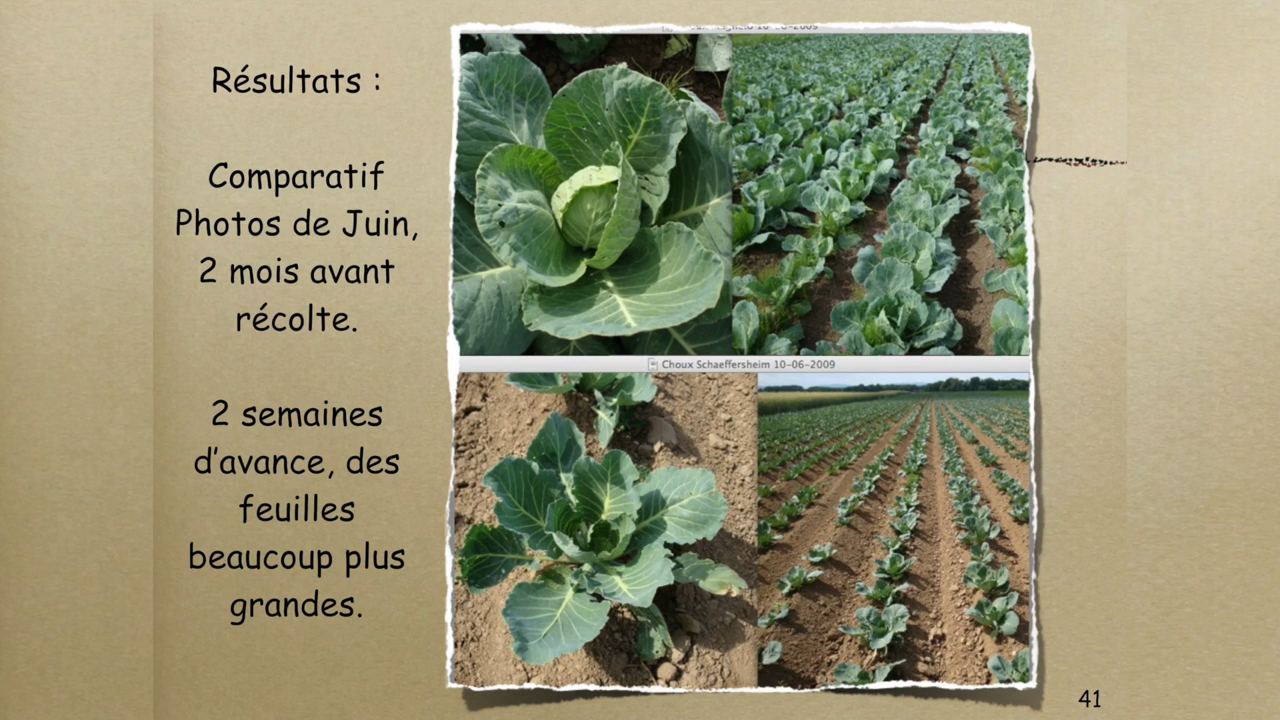 Résultats :
Comparatif
Photos de Juin,
2 mois avant
récolte.
2 semaines
d'avance, des
feuilles
beaucoup plus
grandes.
Choux Schaeffersheim 10-06-2009
41